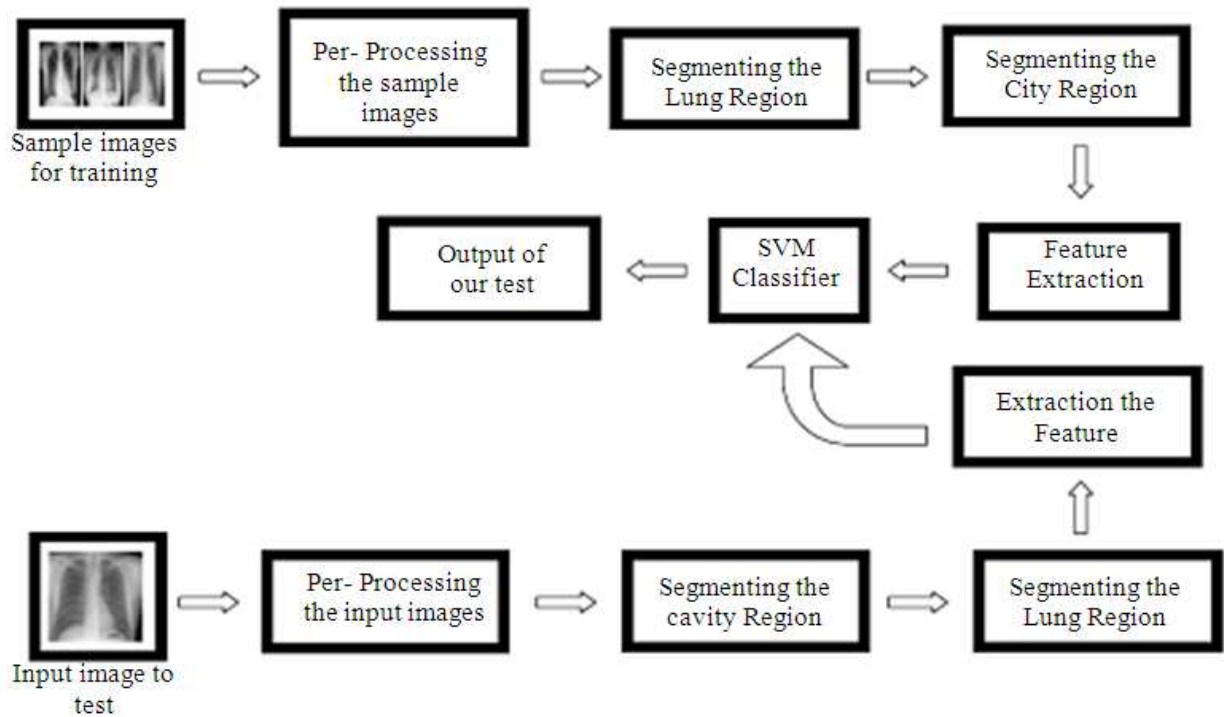 Per- Processing
the sample
images
Segmenting the
Lung Region
Segmenting the
City Region
Sample images
for training
Output of
our test
SVM
Classifier
Feature
Extraction
Extraction the
Feature
Per- Processing
the input images
Segmenting the
cavity Region
Segmenting the
Lung Region
Input image to
test